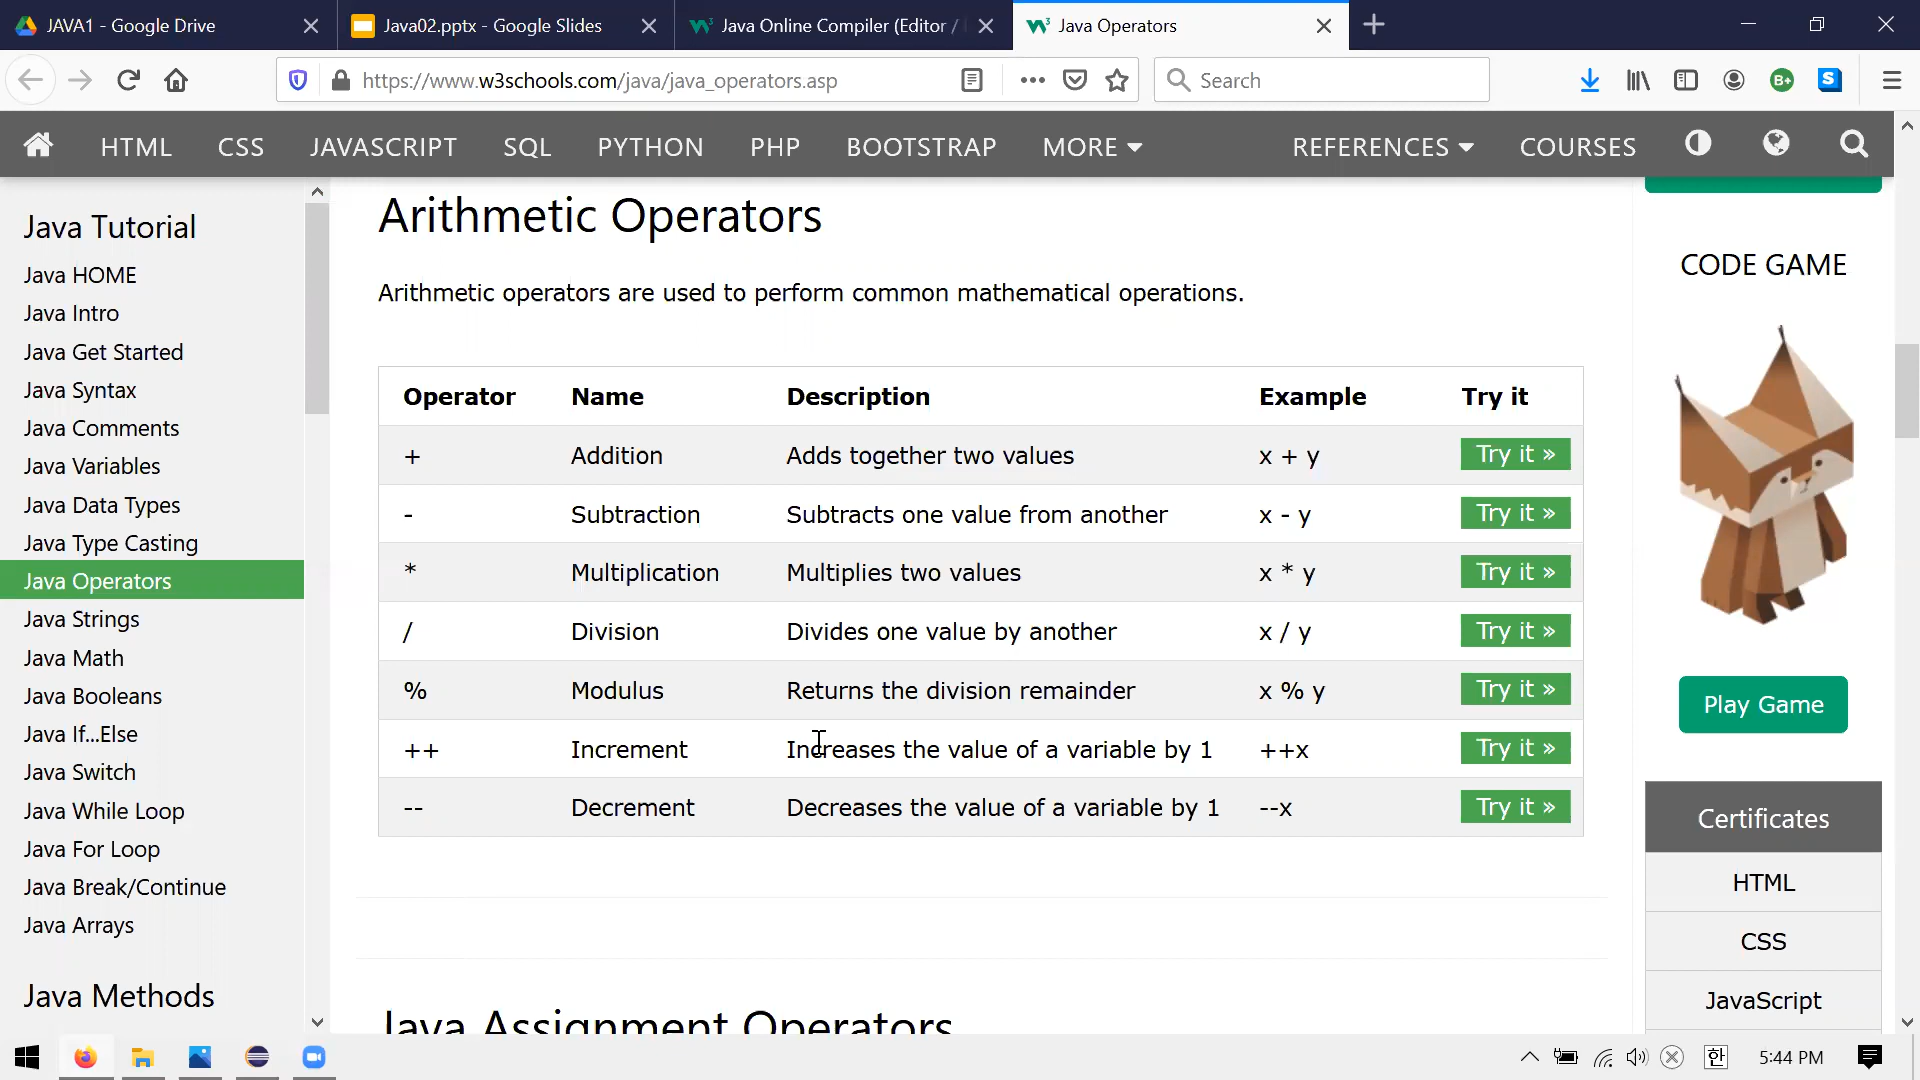 JAVA1 - Google Drive
Java02.pptx - Google Slides
Java Online Compiler (Editor /
Java Operators
https://www.w3schools.com/java/java_operators.asp
Search
HTML
CSS
JAVASCRIPT
SQL
PYTHON
PHP
BOOTSTRAP
MORE
REFERENCES
COURSES
Java Tutorial
Java HOME
Java Intro
Java Get Started
Java Syntax
Java Comments
Java Variables
Java Data Types
Java Type Casting
Java Operators
Java Strings
Java Math
Java Booleans
Java If...Else
Java Switch
Java While Loop
Java For Loop
Java Break/Continue
Java Arrays
Java Methods
Arithmetic Operators
Arithmetic operators are used to perform common mathematical operations.
Operator Name Description Example Try it
+ Addition Adds together two values x + y Try it »
- Subtraction Subtracts one value from another x - y Try it »
* Multiplication Multiplies two values x * y Try it »
/ Division Divides one value by another x / y Try it »
% Modulus Returns the division remainder x % y Try it »
++ Increment Increases the value of a variable by 1 ++x Try it »
-- Decrement Decreases the value of a variable by 1 --x Try it »
Java Assignment Operators
CODE GAME
Play Game
Certificates
HTML
CSS
JavaScript
B+
S
한
5:44 PM